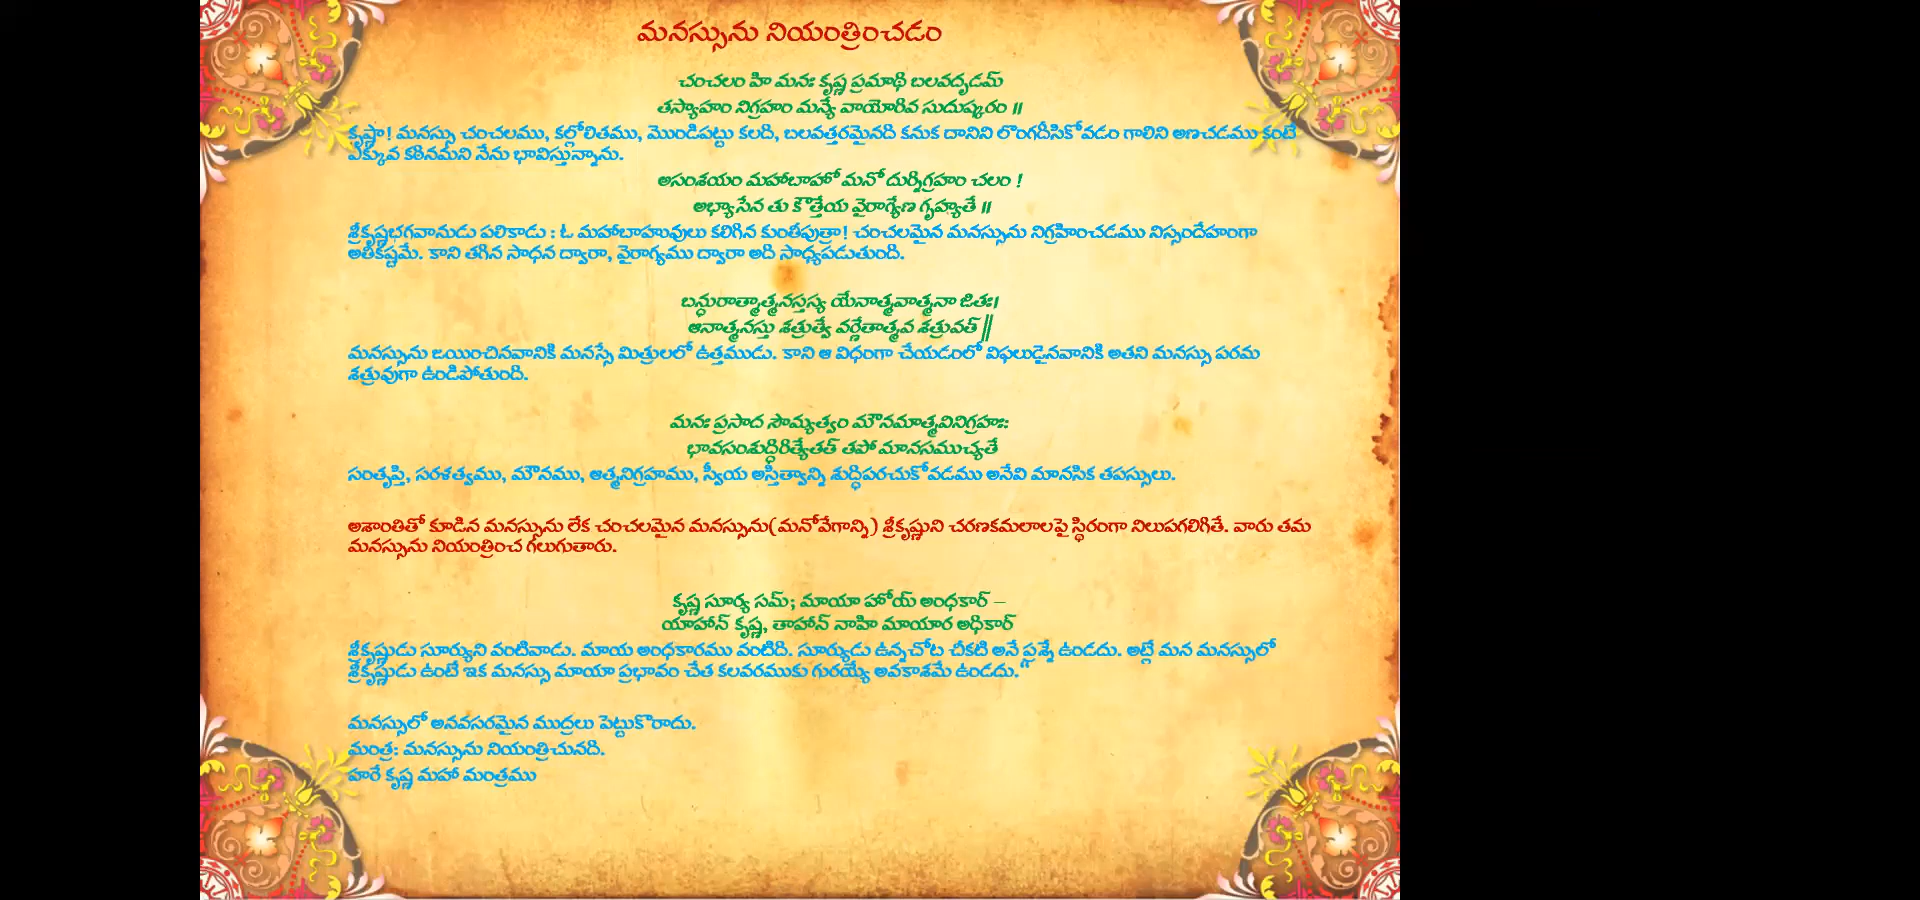 మనస్సును నియంత్రించడం
చంచలం హి మనః కృష్ణ ప్రమాథి బలవదృడమ్
తస్యాహం నిగ్రహం మన్యే వాయోరివ సుదుష్కరం ॥
కృష్ణా! మనస్సు చంచలము, కల్లోలితము, మొండిపట్టు కలది, బలవత్తరమైనది కనుక దానిని లొంగదీసికోవడం గాలిని అణచడము కంటే
ఎక్కువ కఠినమని నేను భావిస్తున్నాను.
అసంశయం మహాబాహో మనో దుర్నిగ్రహం చలం !
అభ్యాసేన తు కౌత్తేయ వైరాగ్యేణ గృహ్యతే ॥
శ్రీకృష్ణభగవానుడు పలికాడు : ఓ మహాబాహువులు కలిగిన కుంతీపుత్రా! చంచలమైన మనస్సును నిగ్రహించడము నిస్సందేహంగా
అతికష్టమే. కాని తగిన సాధన ద్వారా, వైరాగ్యము ద్వారా అది సాధ్యపడుతుంది.
బన్ధురాత్మాత్మనస్తస్య యేనాత్మవాత్మనా జితః।
ఆనాత్మనస్తు శత్రుత్వే వర్ణేతాత్మవ శత్రువత్ ||
మనస్సును జయించినవానికి మనస్సే మిత్రులలో ఉత్తముడు. కాని ఆ విధంగా చేయడంలో విఫలుడైనవానికి అతని మనస్సు పరమ
శత్రువుగా ఉండిపోతుంది.
మనః ప్రసాద సౌమ్యత్వం మౌనమాత్మవినిగ్రహః:
భావసంశుద్ధిరిత్యేతత్ తపో మానసముచ్యతే
సంతృప్తి, సరళత్వము, మౌనము, ఆత్మనిగ్రహము, స్వీయ అస్తిత్వాన్ని శుద్ధిపరచుకోవడము అనేవి మానసిక తపస్సులు.
అశాంతితో కూడిన మనస్సును లేక చంచలమైన మనస్సును(మనోవేగాన్ని) శ్రీకృష్ణుని చరణకమలాలపై స్థిరంగా నిలుపగలిగితే. వారు తమ
మనస్సును నియంత్రించ గలుగుతారు.
కృష్ణ సూర్య సమ్; మాయా హోయ్ అంధకార్ –
యాహాన్ కృష్ణ, తాహాన్ నాహి మాయార అధికార్
శ్రీకృష్ణుడు సూర్యుని వంటివాడు. మాయ అంధకారము వంటిది. సూర్యుడు ఉన్నచోట చీకటి అనే ప్రశ్నే ఉండదు. అట్లే మన మనస్సులో
శ్రీకృష్ణుడు ఉంటే ఇక మనస్సు మాయా ప్రభావం చేత కలవరముకు గురయ్యే అవకాశమే ఉండదు."
మనస్సులో అనవసరమైన ముద్రలు పెట్టుకొరాదు.
మంత్ర: మనస్సును నియంత్రిచునది.
హరే కృష్ణ మహా మంత్రము